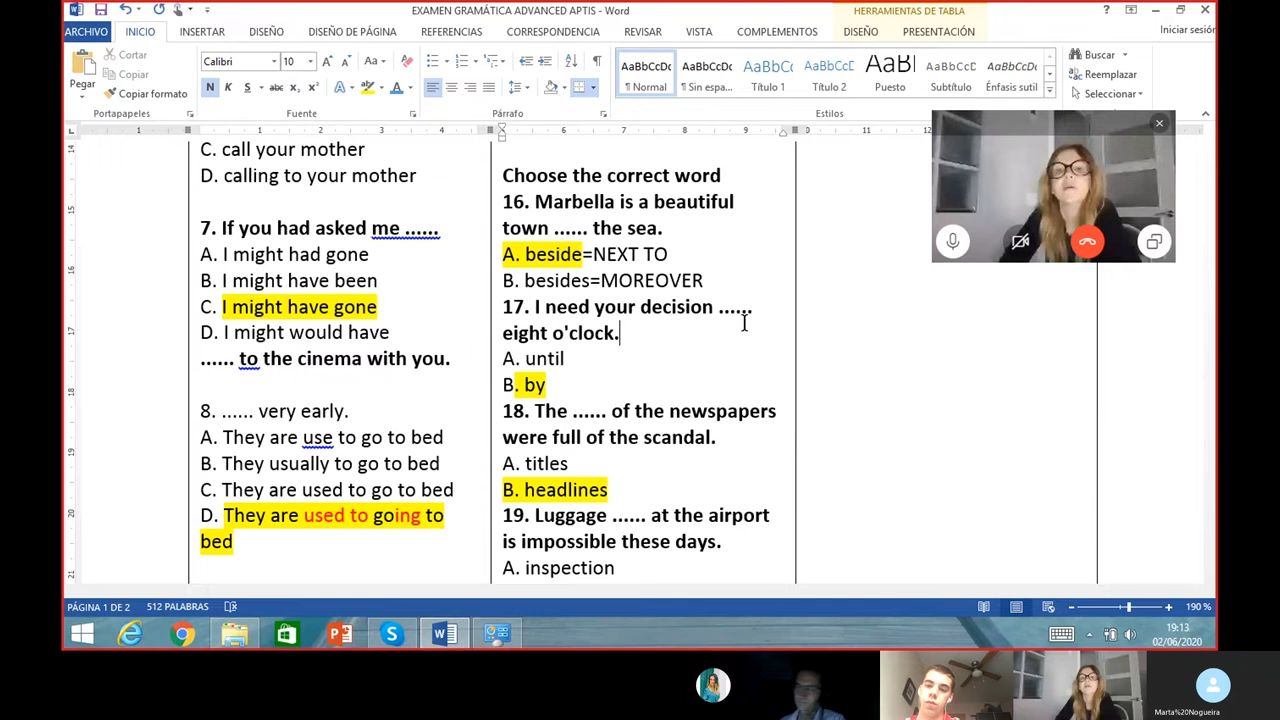 EXAMEN GRAMÁTICA ADVANCED APTIS - Word
HERRAMIENTAS DE TABLA
ARCHIVO INICIO INSERTAR DISEÑO DISEÑO DE PÁGINA REFERENCIAS CORRESPONDENCIA REVISAR VISTA COMPLEMENTOS DISEÑO PRESENTACIÓN Iniciar sesión
Pegar
Cortar
Copiar
Copiar formato
Portapapeles
Calibri 10
N K S abc x₂ x²
Fuente
Párrafo
AaBbCcDc AaBbCcDc AaBbCc AaBbCc AaBl AaBbCcD AaBbCcDc
¶ Normal ¶ Sin espa... Título 1 Título 2 Puesto Subtítulo Énfasis sutil
Estilos
Buscar
Reemplazar
Seleccionar
C. call your mother
D. calling to your mother
7. If you had asked me ......
A. I might had gone
B. I might have been
C. I might have gone
D. I might would have
...... to the cinema with you.
8. ...... very early.
A. They are use to go to bed
B. They usually to go to bed
C. They are used to go to bed
D. They are used to going to
bed
Choose the correct word
16. Marbella is a beautiful
town ...... the sea.
A. beside=NEXT TO
B. besides=MOREOVER
17. I need your decision ......
eight o'clock.
A. until
B. by
18. The ...... of the newspapers
were full of the scandal.
A. titles
B. headlines
19. Luggage ...... at the airport
is impossible these days.
A. inspection
PÁGINA 1 DE 2 512 PALABRAS 190 %
19:13
02/06/2020
Marta%20Nogueira